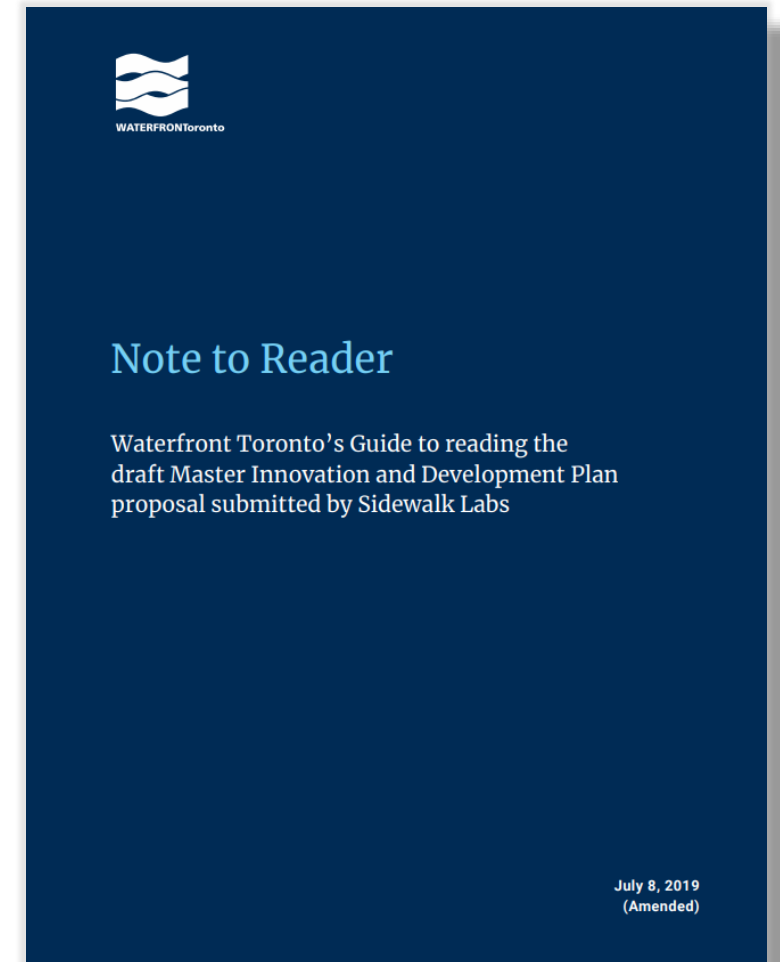 WATERFRONToronto
Note to Reader
Waterfront Toronto’s Guide to reading the
draft Master Innovation and Development Plan
proposal submitted by Sidewalk Labs
July 8, 2019
(Amended)